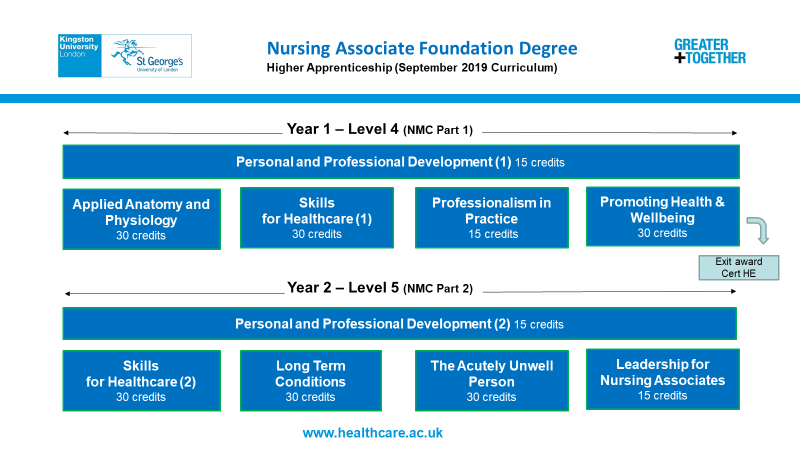 Kingston
University
London
St George's
University of London
Nursing Associate Foundation Degree
Higher Apprenticeship (September 2019 Curriculum)
GREATER
+TOGETHER
Year 1 – Level 4 (NMC Part 1)
Personal and Professional Development (1) 15 credits
Applied Anatomy and
Physiology
30 credits
Skills
for Healthcare (1)
30 credits
Professionalism in
Practice
15 credits
Promoting Health &
Wellbeing
30 credits
Exit award
Cert HE
Year 2 – Level 5 (NMC Part 2)
Personal and Professional Development (2) 15 credits
Skills
for Healthcare (2)
30 credits
Long Term
Conditions
30 credits
The Acutely Unwell
Person
30 credits
Leadership for
Nursing Associates
15 credits
www.healthcare.ac.uk